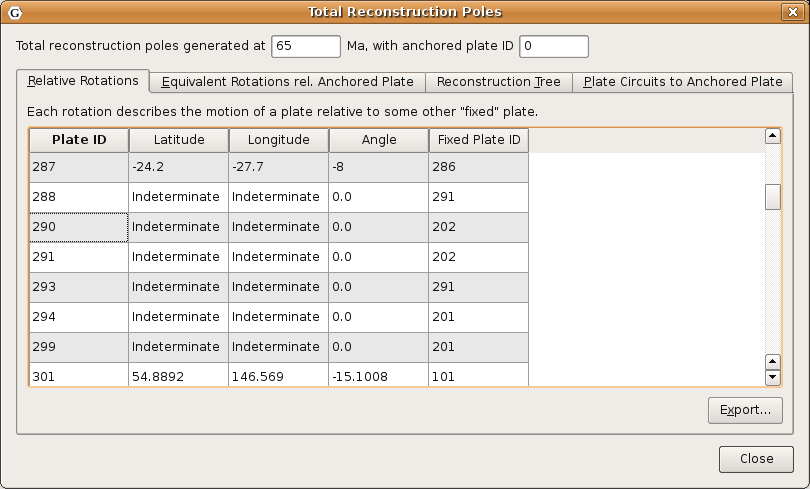 Total Reconstruction Poles
Total reconstruction poles generated at 65 Ma, with anchored plate ID 0
Relative Rotations Equivalent Rotations rel. Anchored Plate Reconstruction Tree Plate Circuits to Anchored Plate
Each rotation describes the motion of a plate relative to some other "fixed" plate.
Plate ID Latitude Longitude Angle Fixed Plate ID
287 -24.2 -27.7 -8 286
288 Indeterminate Indeterminate 0.0 291
290 Indeterminate Indeterminate 0.0 202
291 Indeterminate Indeterminate 0.0 202
293 Indeterminate Indeterminate 0.0 291
294 Indeterminate Indeterminate 0.0 201
299 Indeterminate Indeterminate 0.0 201
301 54.8892 146.569 -15.1008 101
Export...
Close